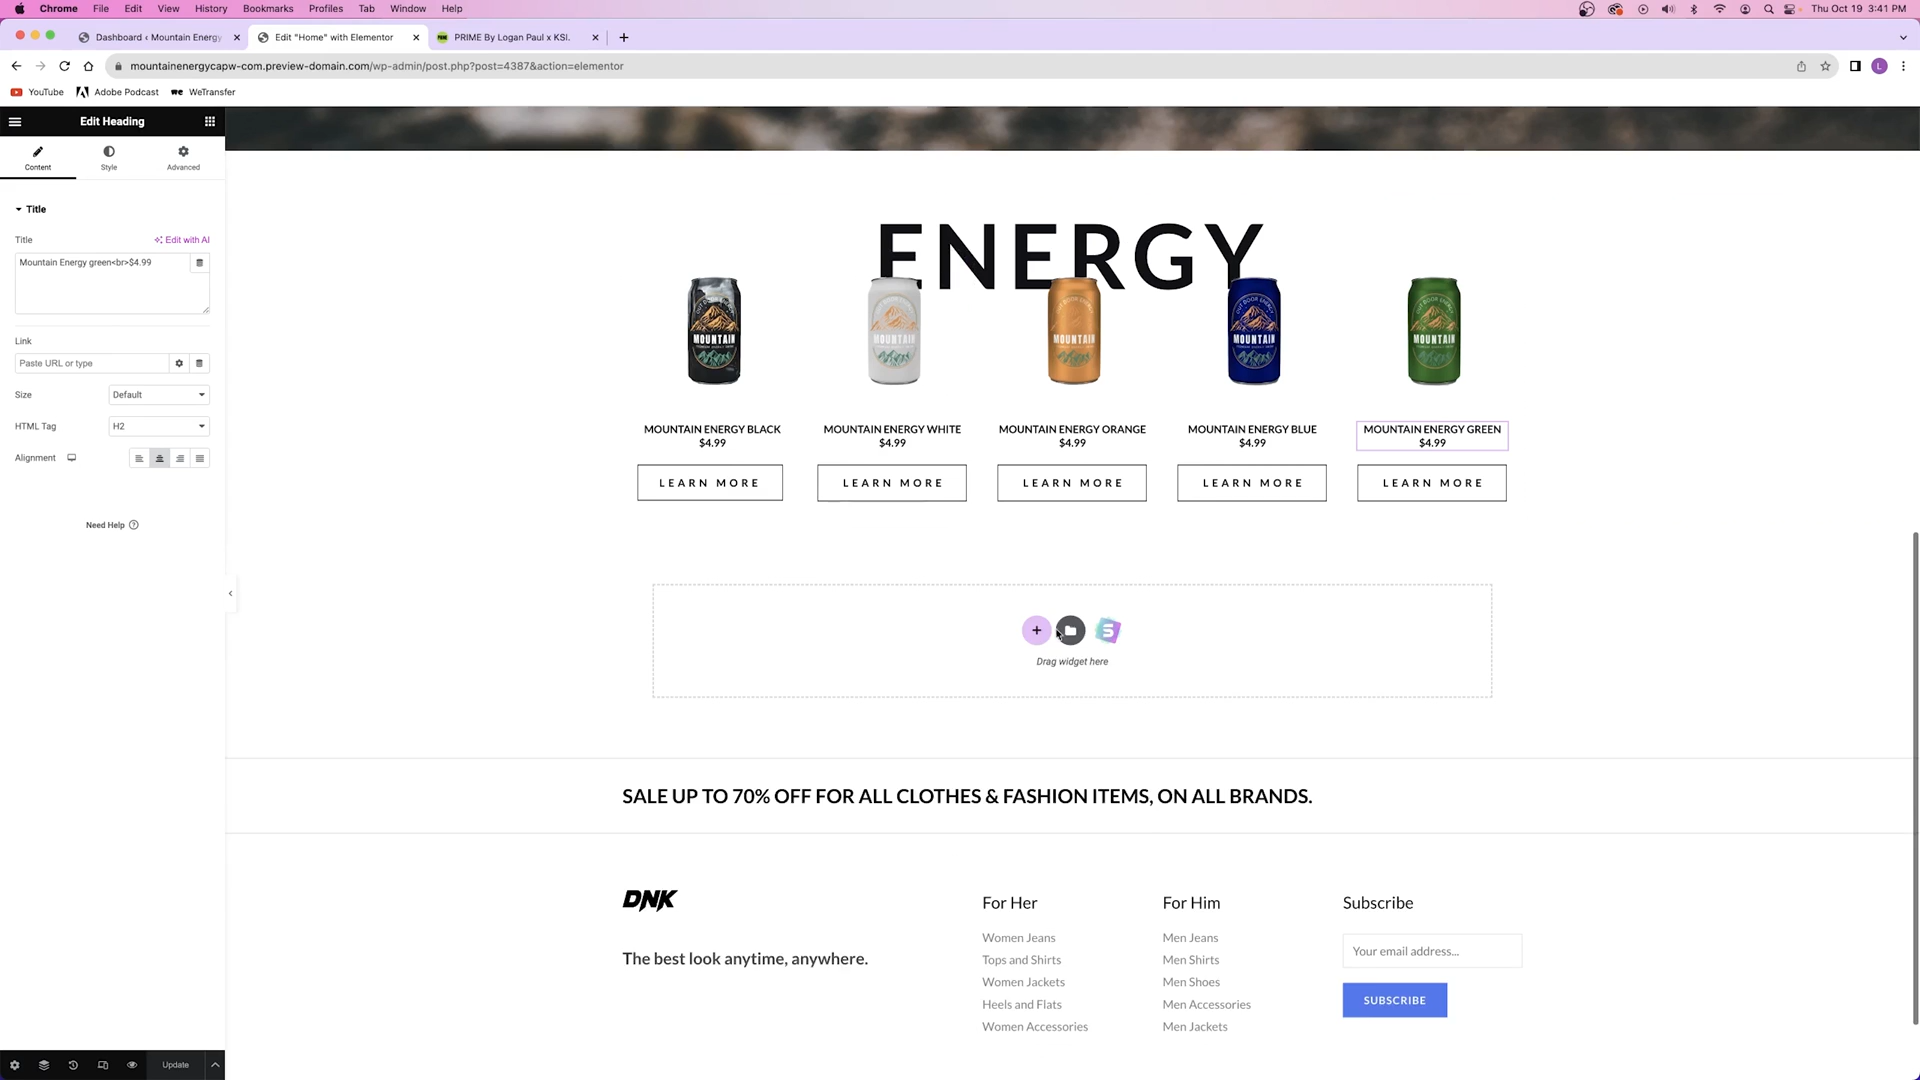 Chrome File Edit View History Bookmarks Profiles Tab Window Help Thu Oct 19 3:41 PM
Dashboard ‹ Mountain Energy Edit "Home" with Elementor PRIME By Logan Paul x KSI.
mountainenergycapw-com.preview-domain.com/wp-admin/post.php?post=4387&action=elementor L
YouTube Adobe Podcast WeTransfer
Edit Heading
Content Style Advanced
Title
Title Edit with AI
Mountain Energy green<br>$4.99
Link
Paste URL or type
Size Default
HTML Tag H2
Alignment
Need Help ?
Update
ENERGY
MOUNTAIN MOUNTAIN MOUNTAIN MOUNTAIN MOUNTAIN
MOUNTAIN ENERGY BLACK MOUNTAIN ENERGY WHITE MOUNTAIN ENERGY ORANGE MOUNTAIN ENERGY BLUE MOUNTAIN ENERGY GREEN
$4.99 $4.99 $4.99 $4.99 $4.99
LEARN MORE LEARN MORE LEARN MORE LEARN MORE LEARN MORE
Drag widget here
SALE UP TO 70% OFF FOR ALL CLOTHES & FASHION ITEMS, ON ALL BRANDS.
DNK
The best look anytime, anywhere.
For Her
Women Jeans
Tops and Shirts
Women Jackets
Heels and Flats
Women Accessories
For Him
Men Jeans
Men Shirts
Men Shoes
Men Accessories
Men Jackets
Subscribe
Your email address...
SUBSCRIBE